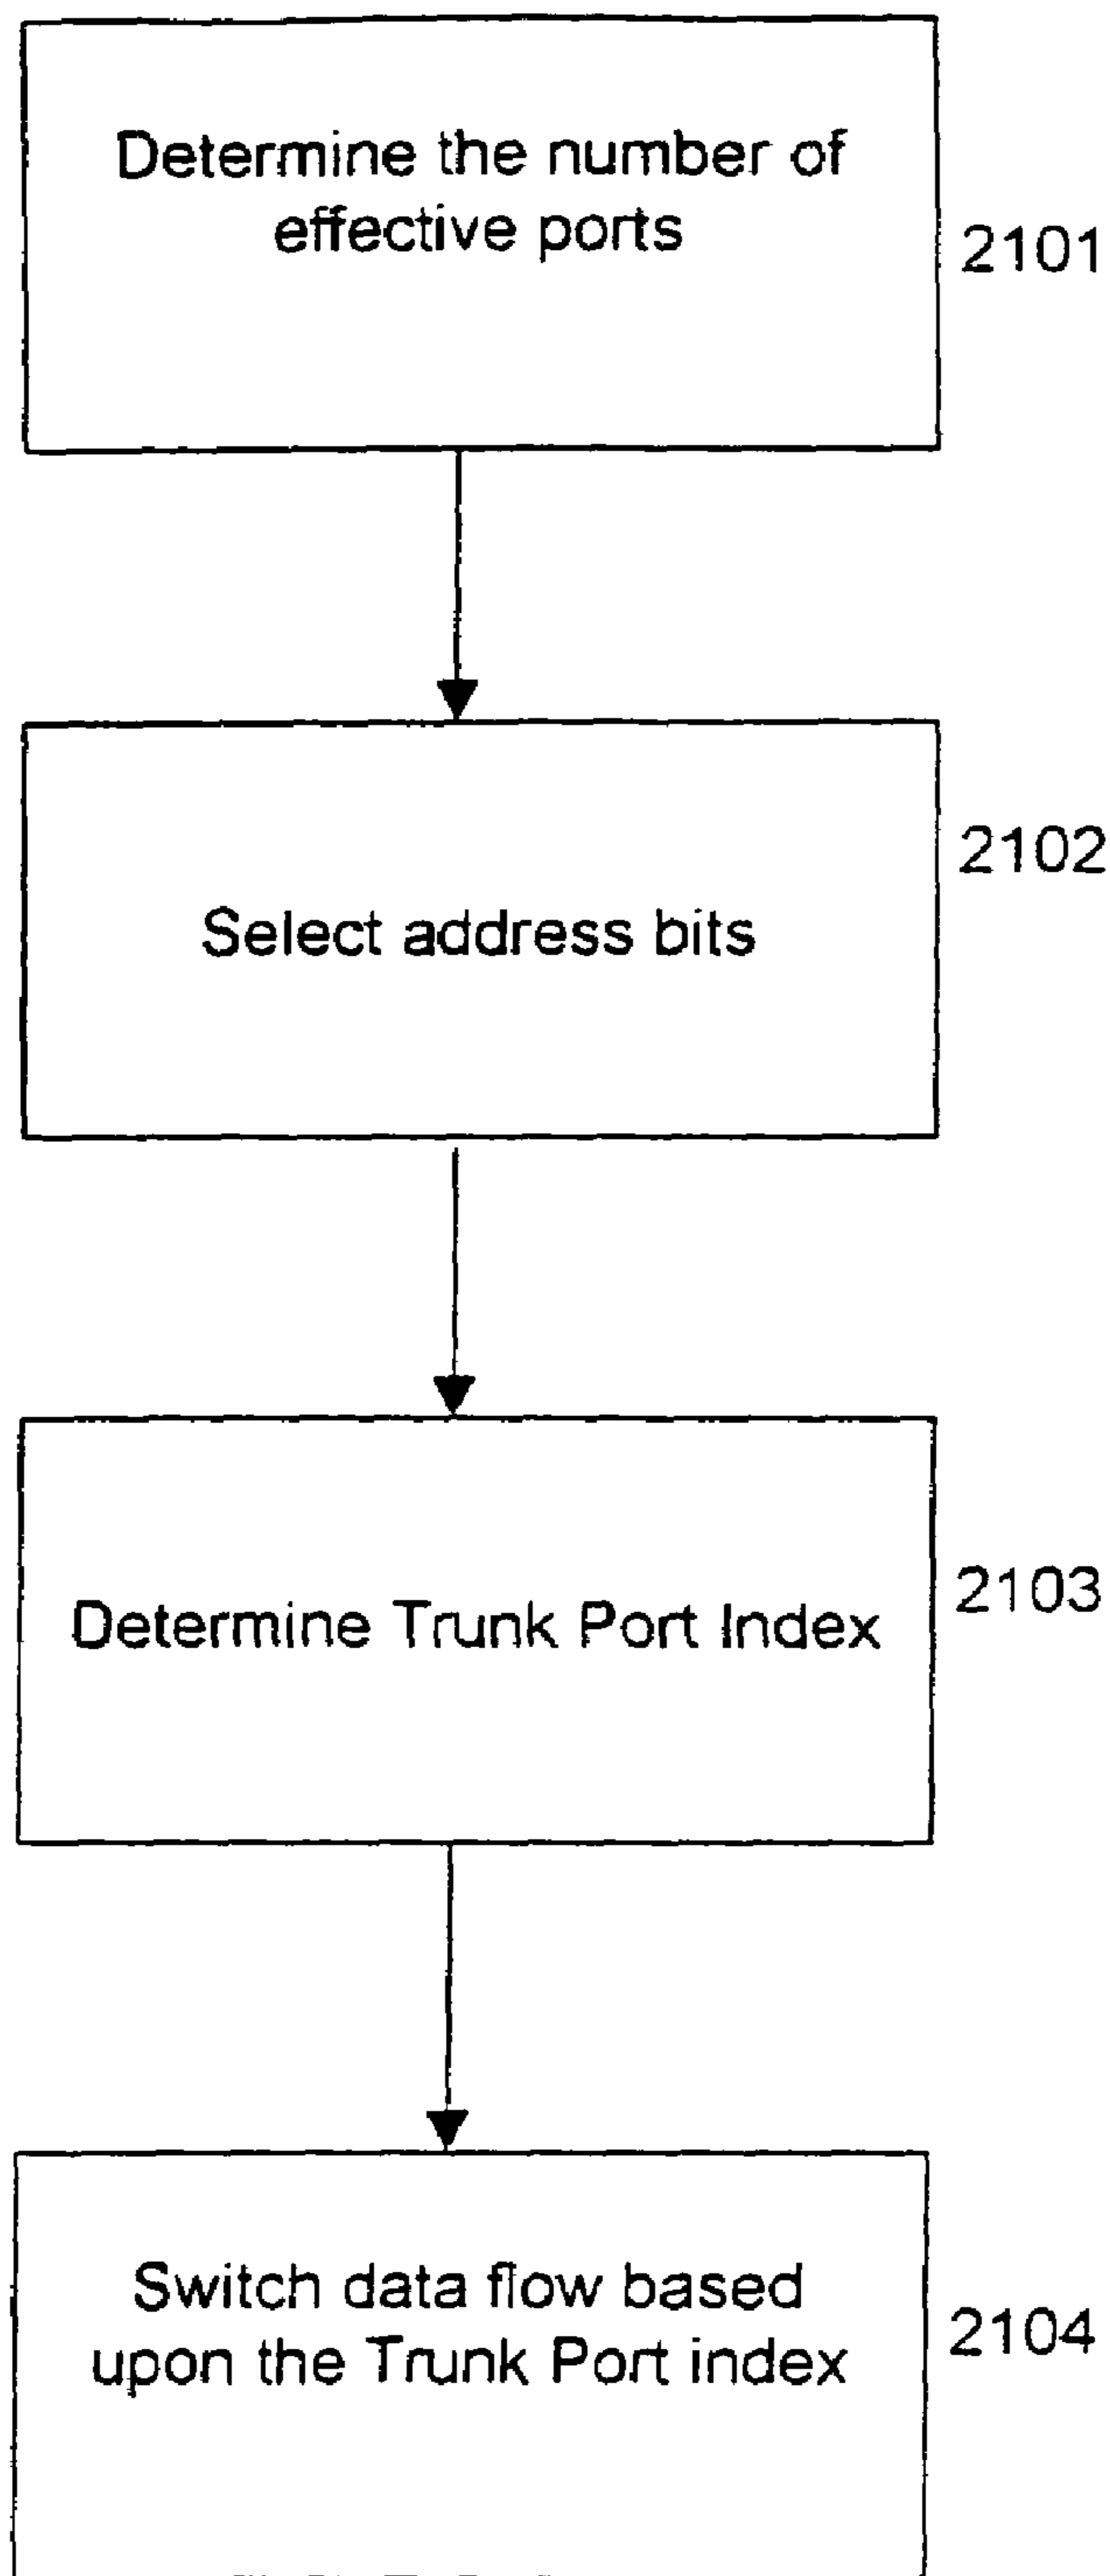 Determine the number of
effective ports
2101
2102
Select address bits
2103
Determine Trunk Port Index
Switch data flow based
upon the Trunk Port index
2104